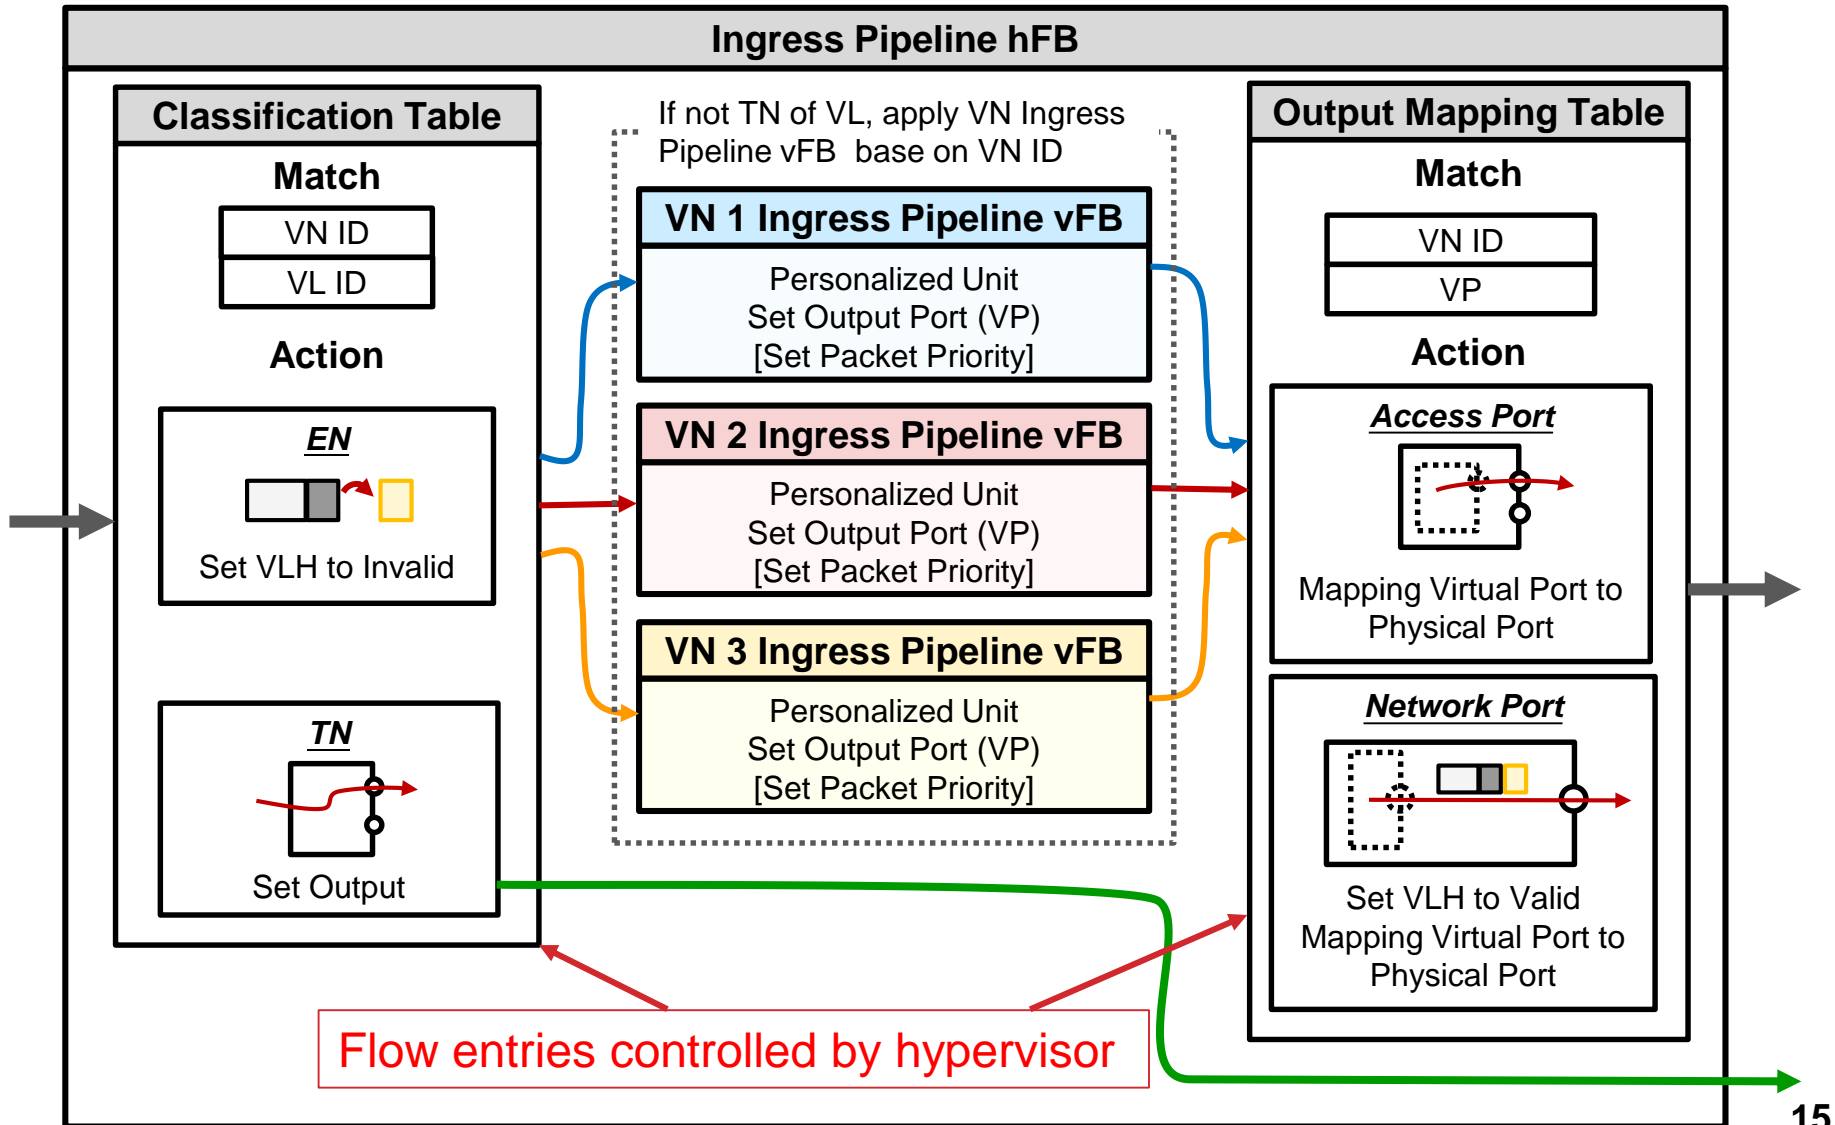 Ingress Pipeline hFB
Classification Table
Match
VN ID
VL ID
Action
EN
Set VLH to Invalid
TN
Set Output
If not TN of VL, apply VN Ingress
Pipeline vFB base on VN ID
VN 1 Ingress Pipeline vFB
Personalized Unit
Set Output Port (VP)
[Set Packet Priority]
VN 2 Ingress Pipeline vFB
Personalized Unit
Set Output Port (VP)
[Set Packet Priority]
VN 3 Ingress Pipeline vFB
Personalized Unit
Set Output Port (VP)
[Set Packet Priority]
Output Mapping Table
Match
VN ID
VP
Action
Access Port
Mapping Virtual Port to
Physical Port
Network Port
Set VLH to Valid
Mapping Virtual Port to
Physical Port
Flow entries controlled by hypervisor
15